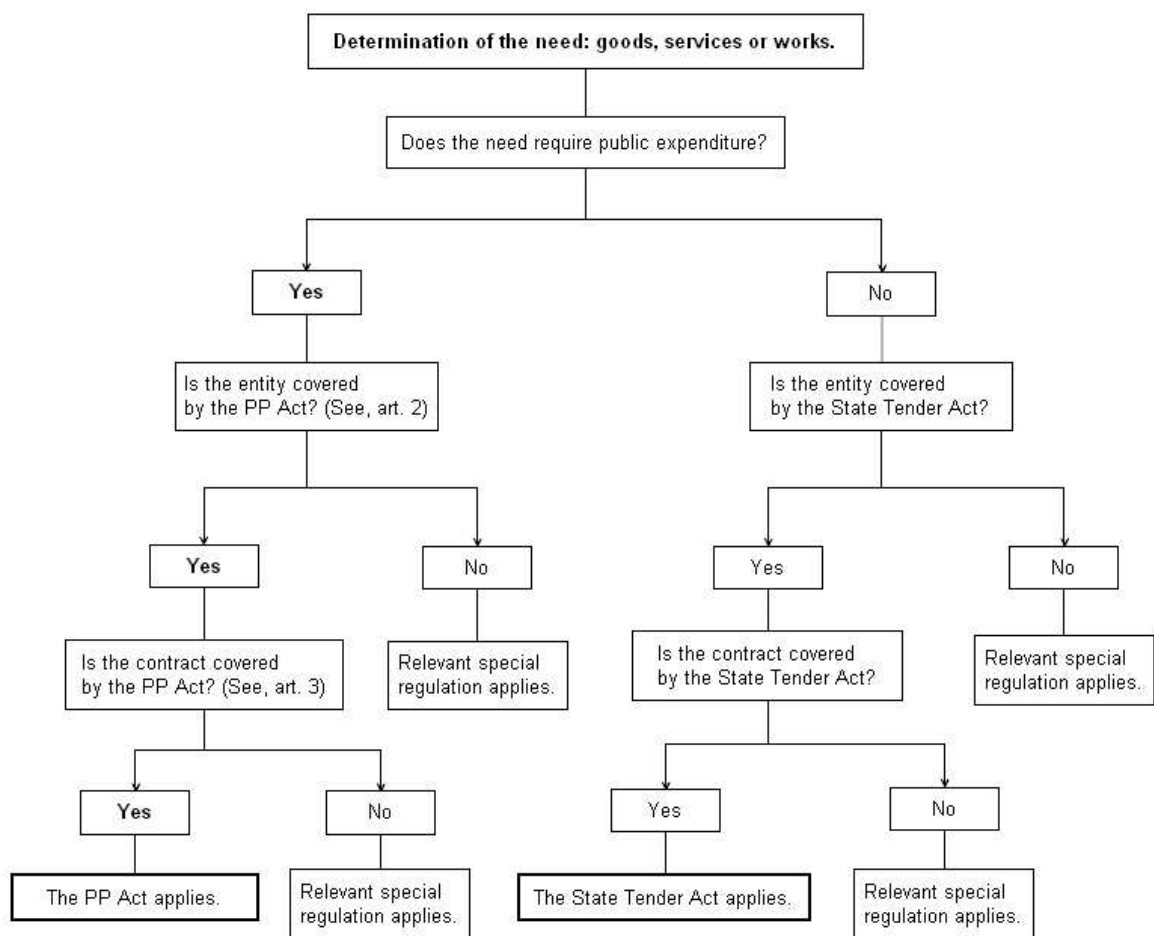 Determination of the need: goods, services or works.
Does the need require public expenditure?
Yes
No
Is the entity covered
by the PP Act? (See, art. 2)
Is the entity covered
by the State Tender Act?
Yes
No
Yes
No
Is the contract covered
by the PP Act? (See, art. 3)
Relevant special
regulation applies.
Is the contract covered
by the State Tender Act?
Relevant special
regulation applies.
Yes
No
Yes
No
The PP Act applies.
Relevant special
regulation applies.
The State Tender Act applies.
Relevant special
regulation applies.